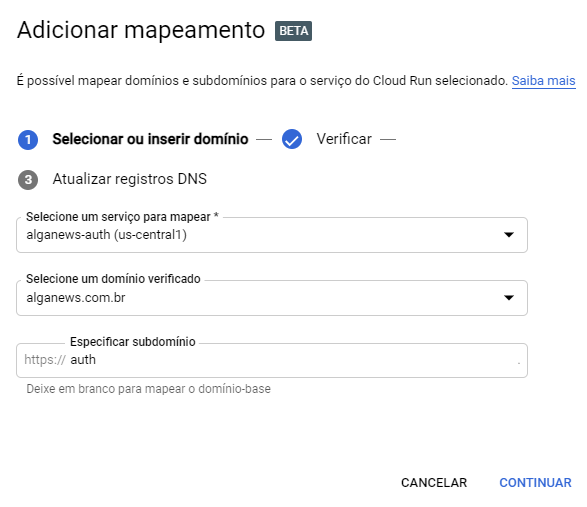 Adicionar mapeamento BETA
É possível mapear domínios e subdomínios para o serviço do Cloud Run selecionado. Saiba mais
1 Selecionar ou inserir domínio — Verificar —
3 Atualizar registros DNS
Selecione um serviço para mapear *
alganews-auth (us-central1)
Selecione um domínio verificado
alganews.com.br
Especificar subdomínio
https:// auth .
Deixe em branco para mapear o domínio-base
CANCELAR CONTINUAR